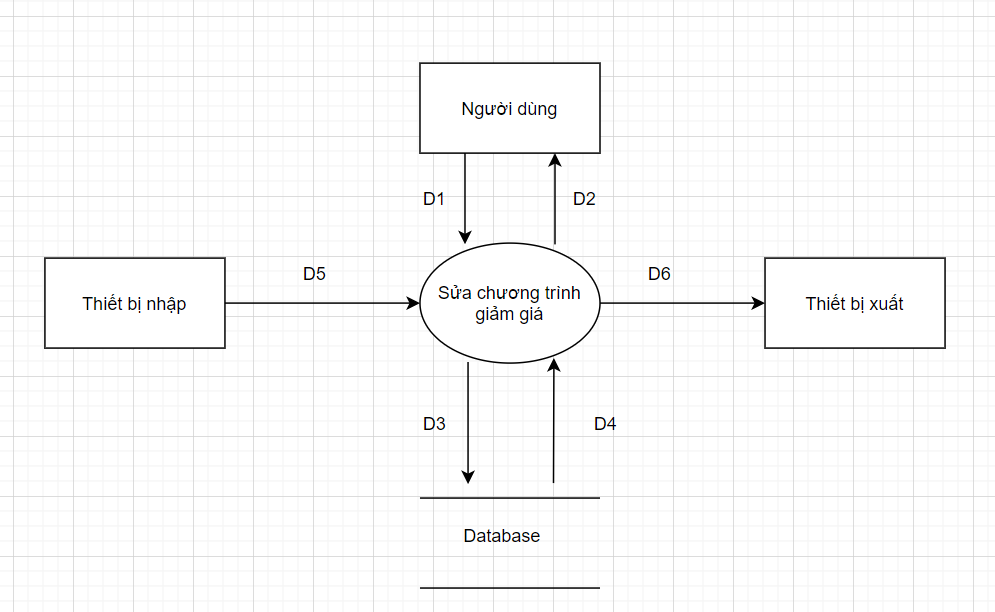 Người dùng
D1
D2
D5
D6
Thiết bị nhập
Sửa chương trình
giảm giá
Thiết bị xuất
D3
D4
Database